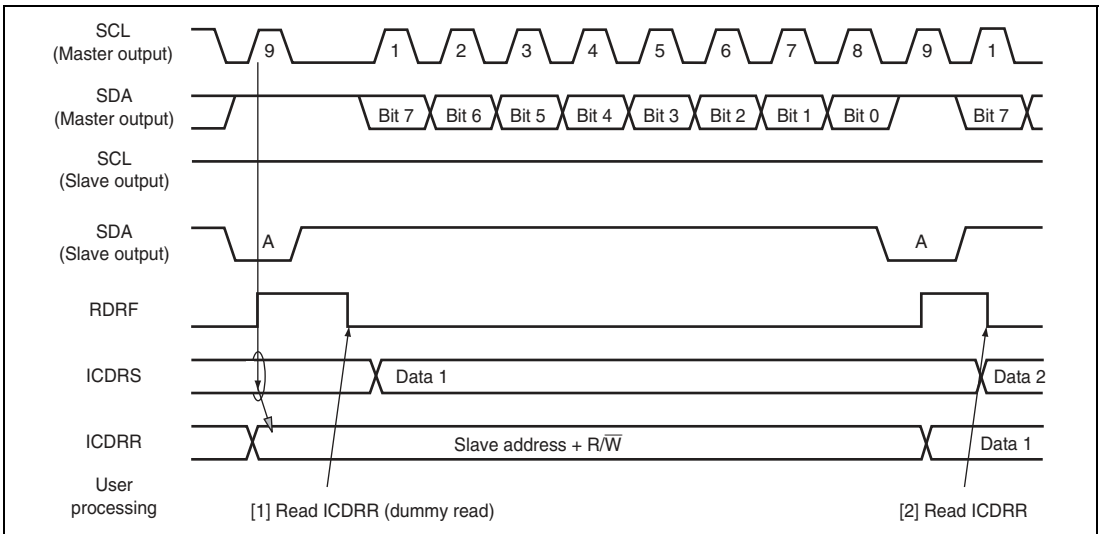 SCL
(Master output)
9 1 2 3 4 5 6 7 8 9 1
SDA
(Master output)
Bit 7 Bit 6 Bit 5 Bit 4 Bit 3 Bit 2 Bit 1 Bit 0 Bit 7
SCL
(Slave output)
SDA
(Slave output)
A A
RDRF
ICDRS
Data 1 Data 2
ICDRR
Slave address + R/W̅ Data 1
User
processing
[1] Read ICDRR (dummy read) [2] Read ICDRR